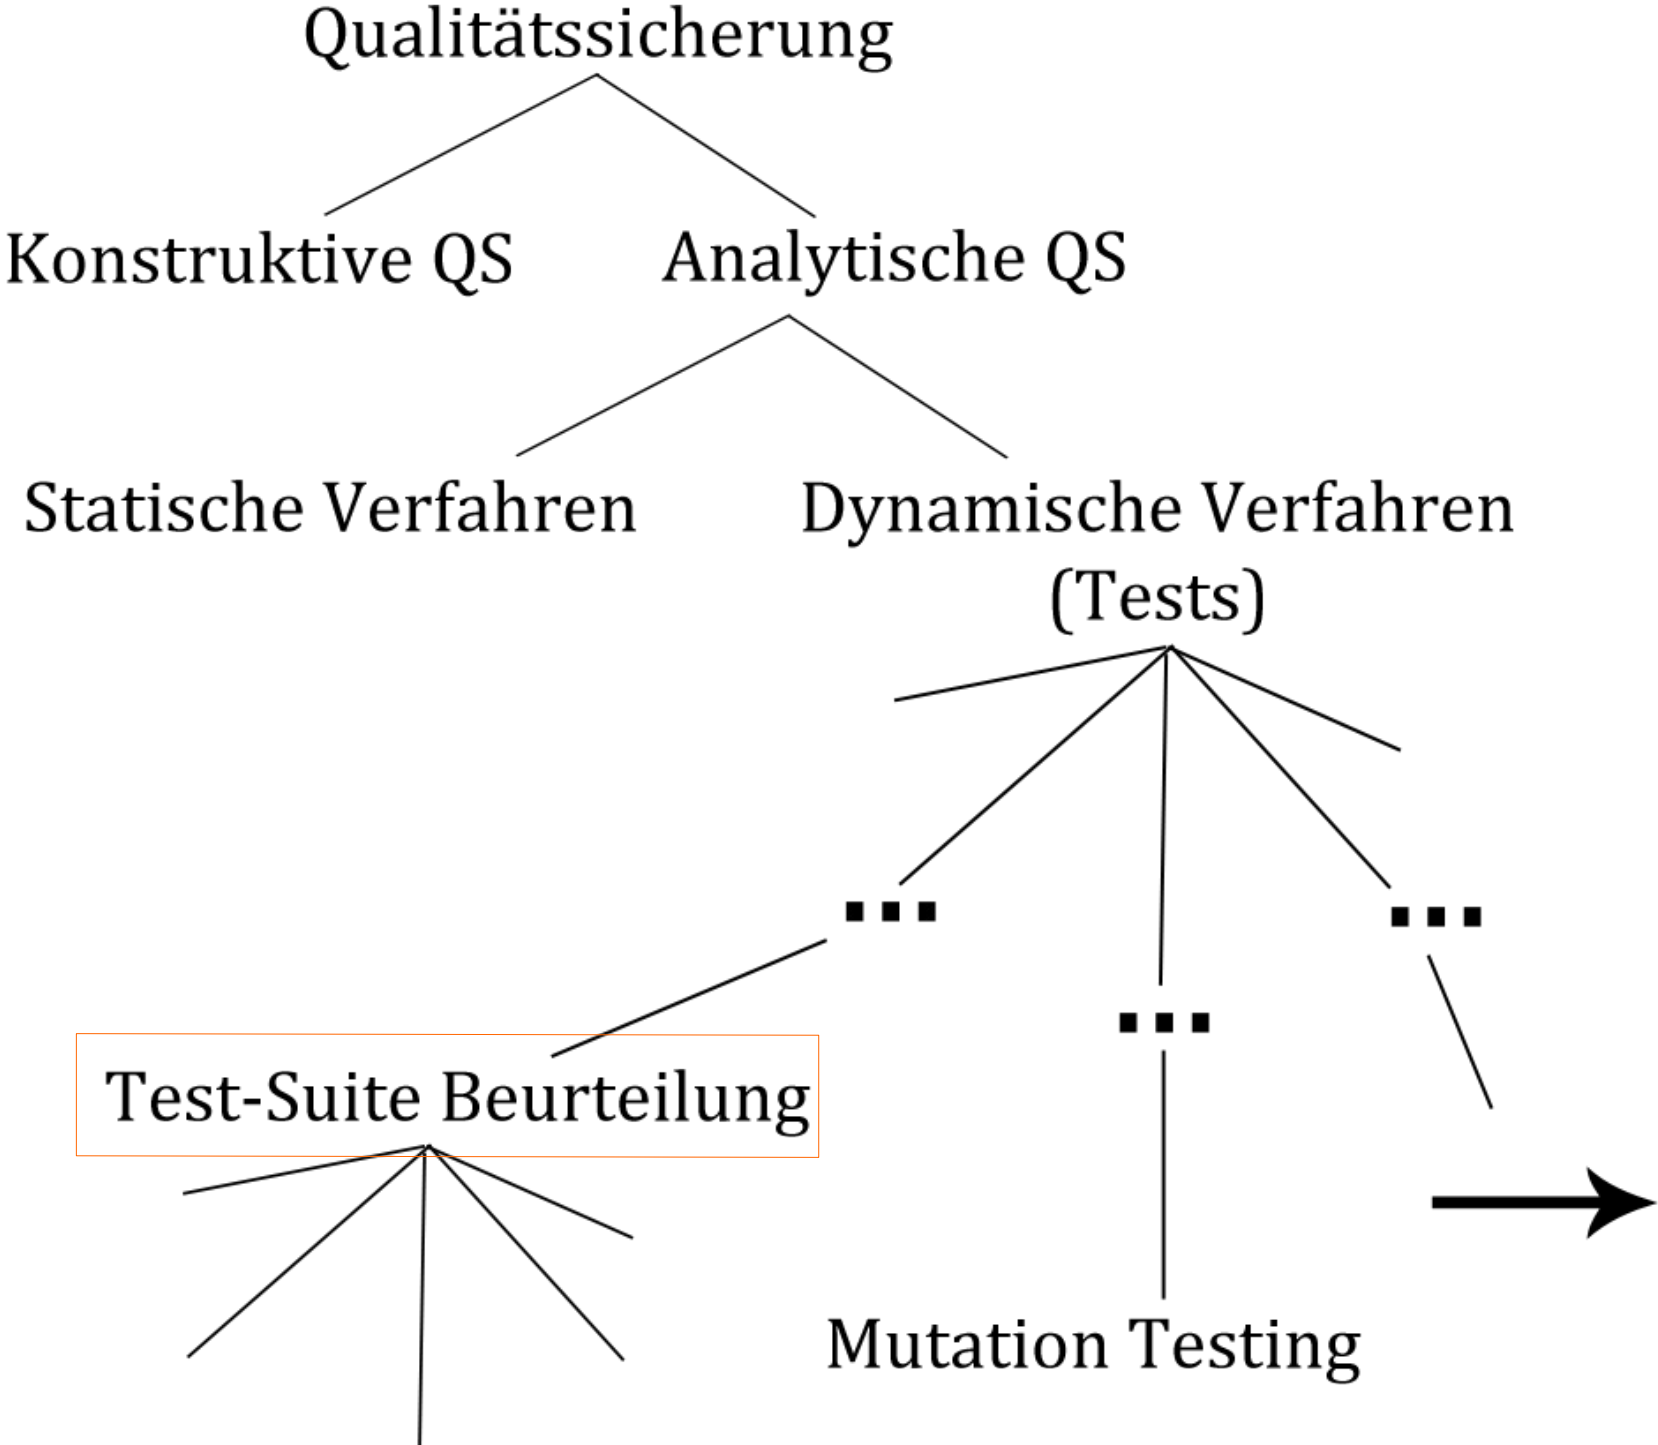 Qualitätssicherung
Konstruktive QS
Analytische QS
Statische Verfahren
Dynamische Verfahren
(Tests)
...
...
...
Test-Suite Beurteilung
Mutation Testing